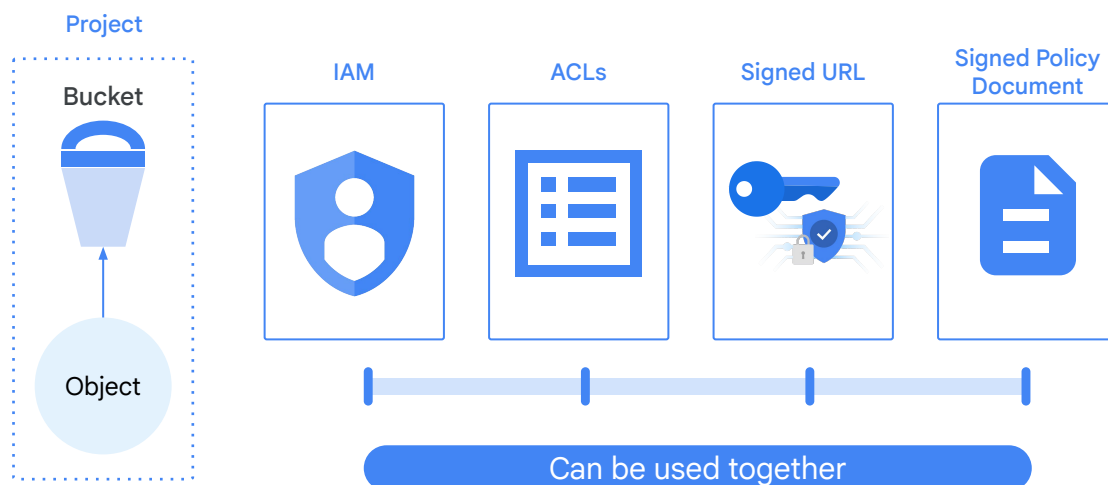 Project
Bucket
Object
IAM
ACLs
Signed URL
Signed Policy
Document
Can be used together